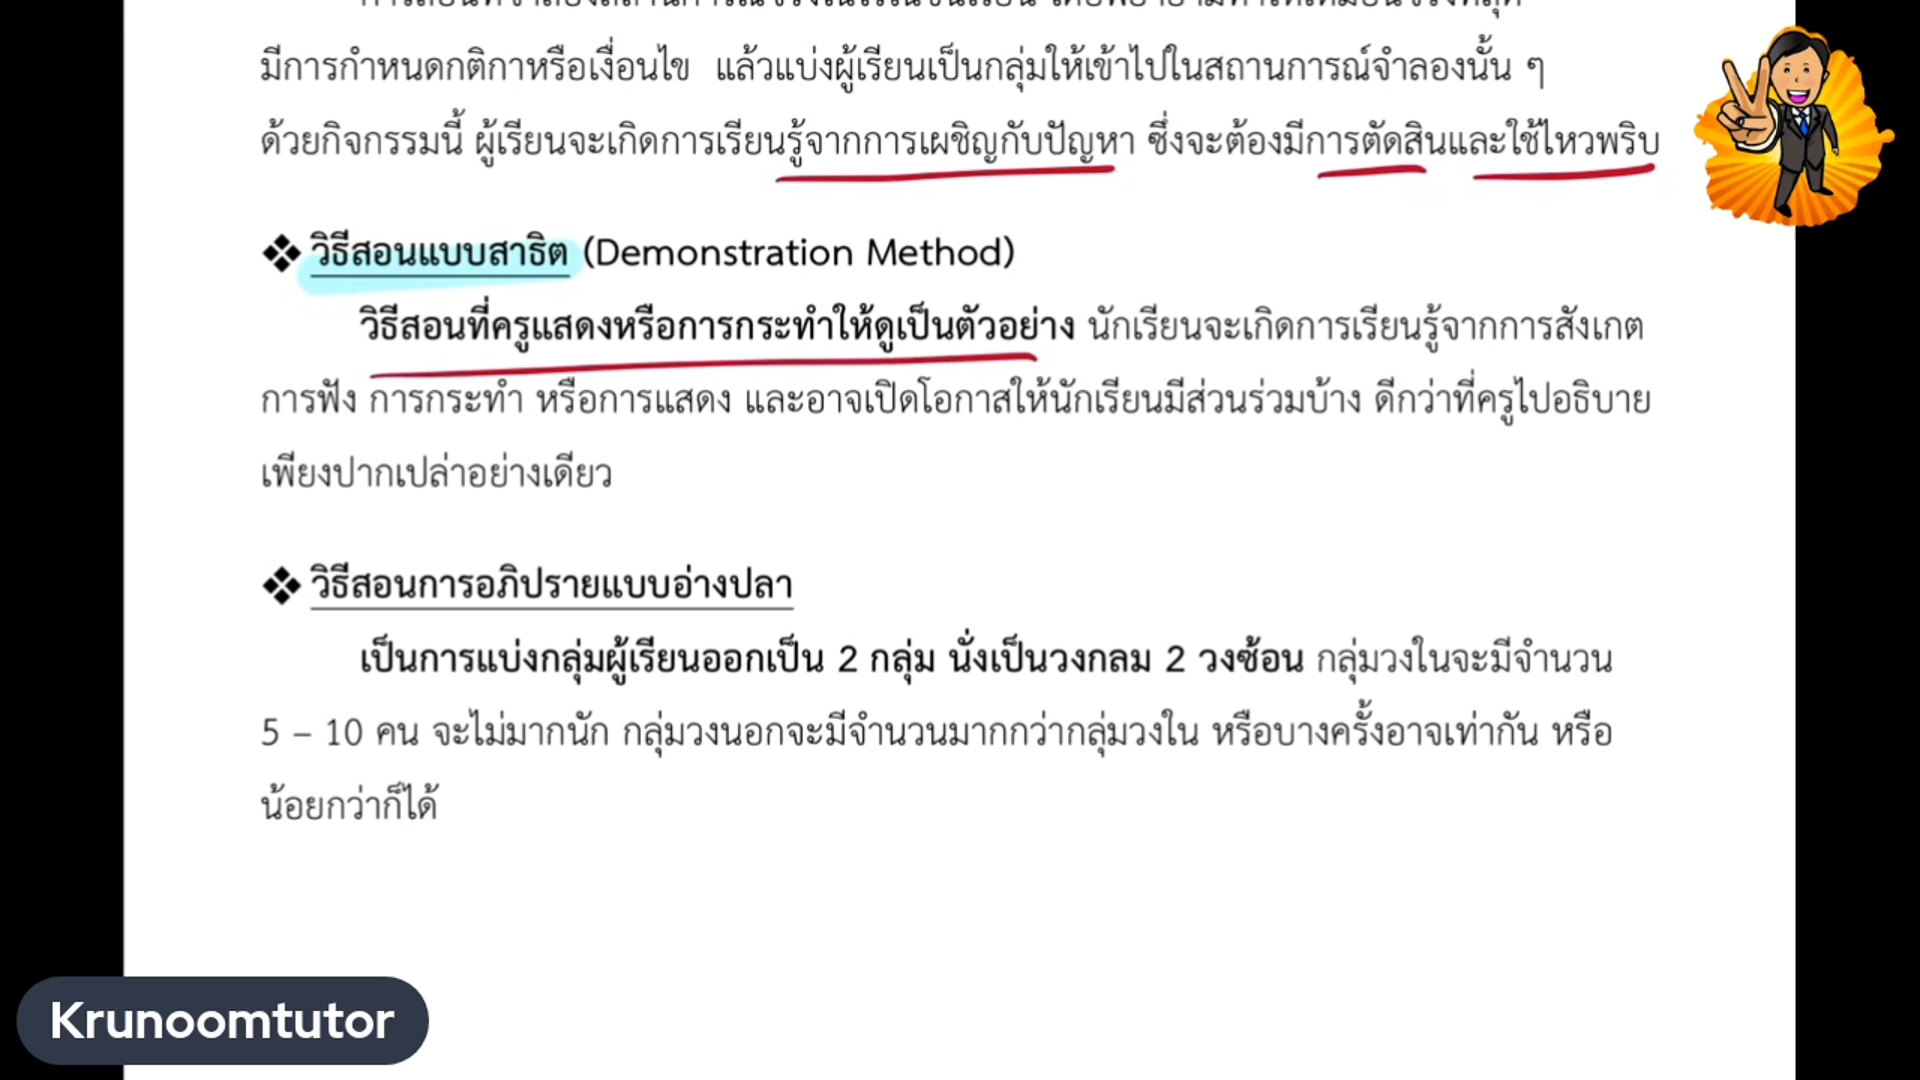 มีการกำหนดกติกาหรือเงื่อนไข แล้วแบ่งผู้เรียนเป็นกลุ่มให้เข้าไปในสถานการณ์จำลองนั้น ๆ
ด้วยกิจกรรมนี้ ผู้เรียนจะเกิดการเรียนรู้จากการเผชิญกับปัญหา ซึ่งจะต้องมีการตัดสินและใช้ไหวพริบ
❖ วิธีสอนแบบสาธิต (Demonstration Method)
วิธีสอนที่ครูแสดงหรือการกระทำให้ดูเป็นตัวอย่าง นักเรียนจะเกิดการเรียนรู้จากการสังเกต
การฟัง การกระทำ หรือการแสดง และอาจเปิดโอกาสให้นักเรียนมีส่วนร่วมบ้าง ดีกว่าที่ครูไปอธิบาย
เพียงปากเปล่าอย่างเดียว
❖ วิธีสอนการอภิปรายแบบอ่างปลา
เป็นการแบ่งกลุ่มผู้เรียนออกเป็น 2 กลุ่ม นั่งเป็นวงกลม 2 วงซ้อน กลุ่มวงในจะมีจำนวน
5 – 10 คน จะไม่มากนัก กลุ่มวงนอกจะมีจำนวนมากกว่ากลุ่มวงใน หรือบางครั้งอาจเท่ากัน หรือ
น้อยกว่าก็ได้
Krunoomtutor